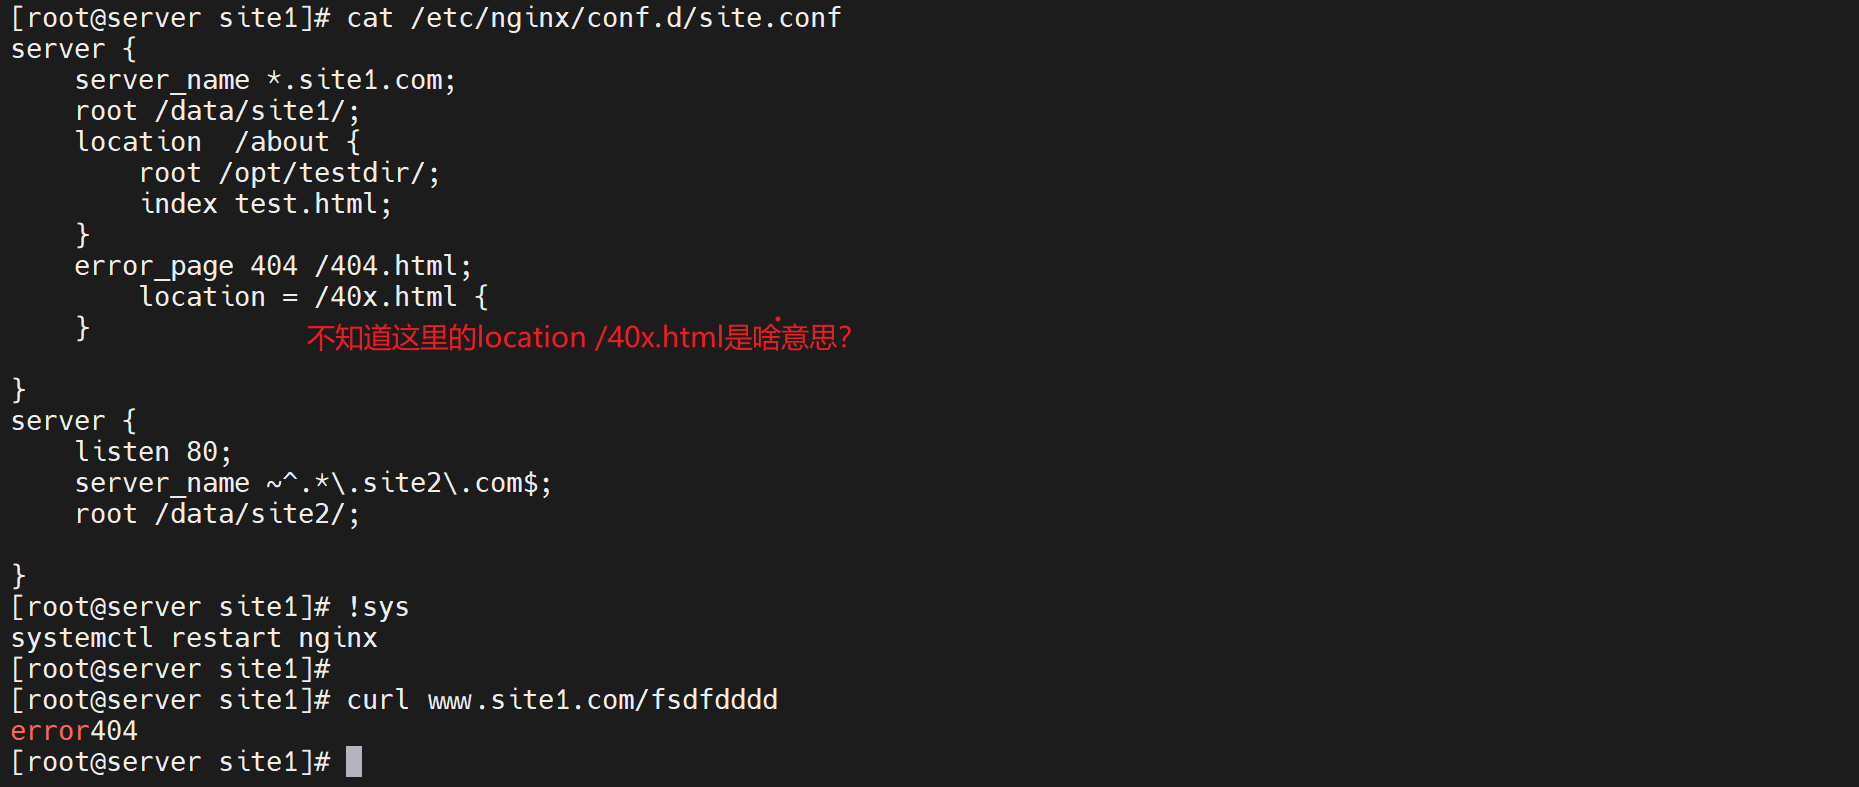 [root@server site1]# cat /etc/nginx/conf.d/site.conf
server {
    server_name *.site1.com;
    root /data/site1/;
    location  /about {
        root /opt/testdir/;
        index test.html;
    }
    error_page 404 /404.html;
        location = /40x.html {
    }
不知道这里的location /40x.html是啥意思?
}
server {
    listen 80;
    server_name ~^.*\.site2\.com$;
    root /data/site2/;
}
[root@server site1]# !sys
systemctl restart nginx
[root@server site1]#
[root@server site1]# curl www.site1.com/fsdfdddd
error404
[root@server site1]#